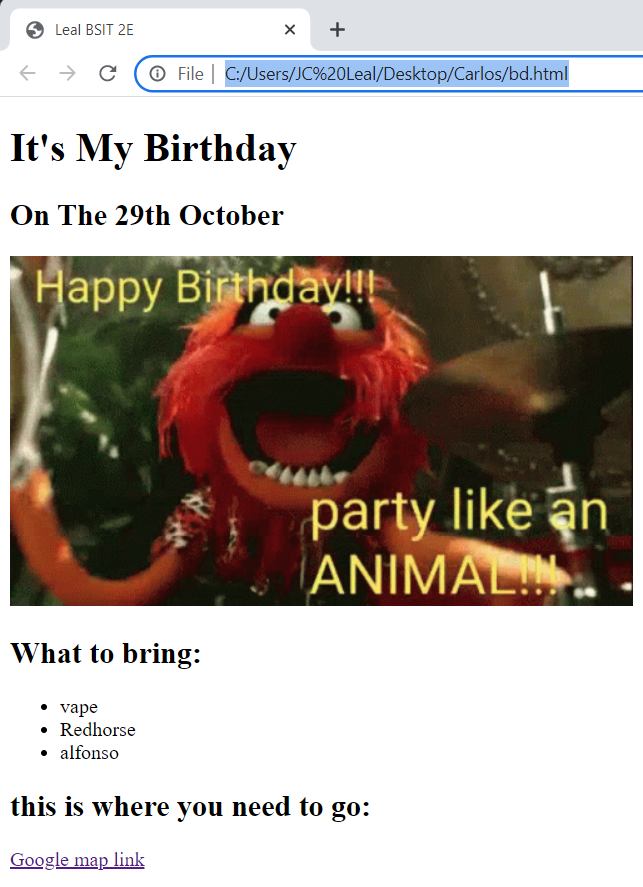 Leal BSIT 2E
File | C:/Users/JC%20Leal/Desktop/Carlos/bd.html
It's My Birthday
On The 29th October
Happy Birthday!!!
party like an
ANIMAL!!!
What to bring:
vape
Redhorse
alfonso
this is where you need to go:
Google map link